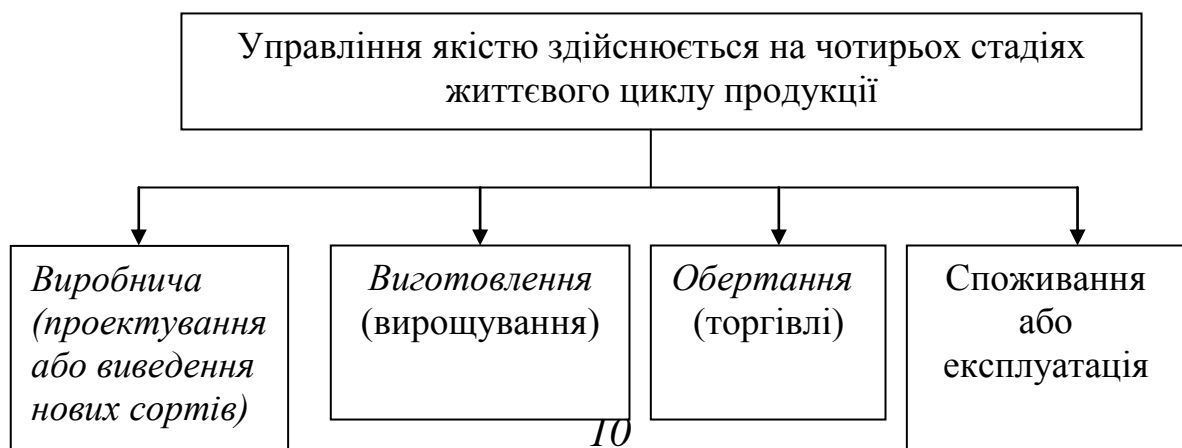 Управління якістю здійснюється на чотирьох стадіях
життєвого циклу продукції
Виробнича
(проектування
або виведення
нових сортів)
Виготовлення
(вирощування)
Обертання
(торгівлі)
Споживання
або
експлуатація
10